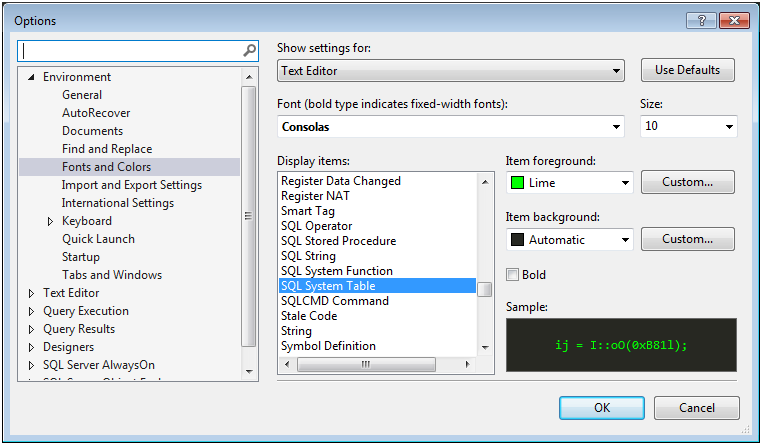 Options
Environment
General
AutoRecover
Documents
Find and Replace
Fonts and Colors
Import and Export Settings
International Settings
Keyboard
Quick Launch
Startup
Tabs and Windows
Text Editor
Query Execution
Query Results
Designers
SQL Server AlwaysOn
Show settings for:
Text Editor
Use Defaults
Font (bold type indicates fixed-width fonts):
Size:
Consolas
10
Display items:
Register Data Changed
Register NAT
Smart Tag
SQL Operator
SQL Stored Procedure
SQL String
SQL System Function
SQL System Table
SQLCMD Command
Stale Code
String
Symbol Definition
Item foreground:
Lime
Custom...
Item background:
Automatic
Custom...
Bold
Sample:
ij = I::oO(0xB81l);
OK
Cancel